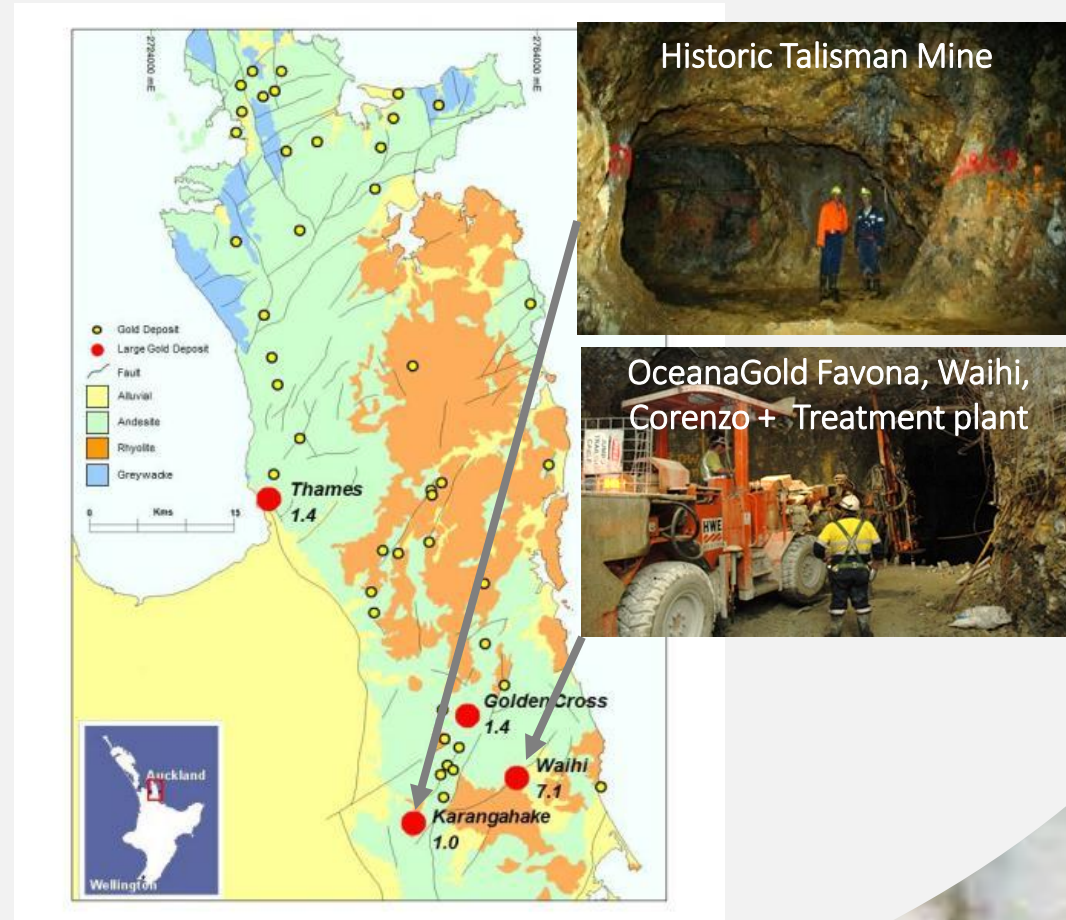 2724000 mE
2764000 mE
Historic Talisman Mine
OceanaGold Favona, Waihi,
Corenzo + Treatment plant
HWE
Gold Deposit
Large Gold Deposit
Fault
Alluvial
Andesite
Rhyolite
Greywacke
0 Kms 15
Thames
1.4
Golden Cross
1.4
Waihi
7.1
Karangahake
1.0
Auckland
Wellington